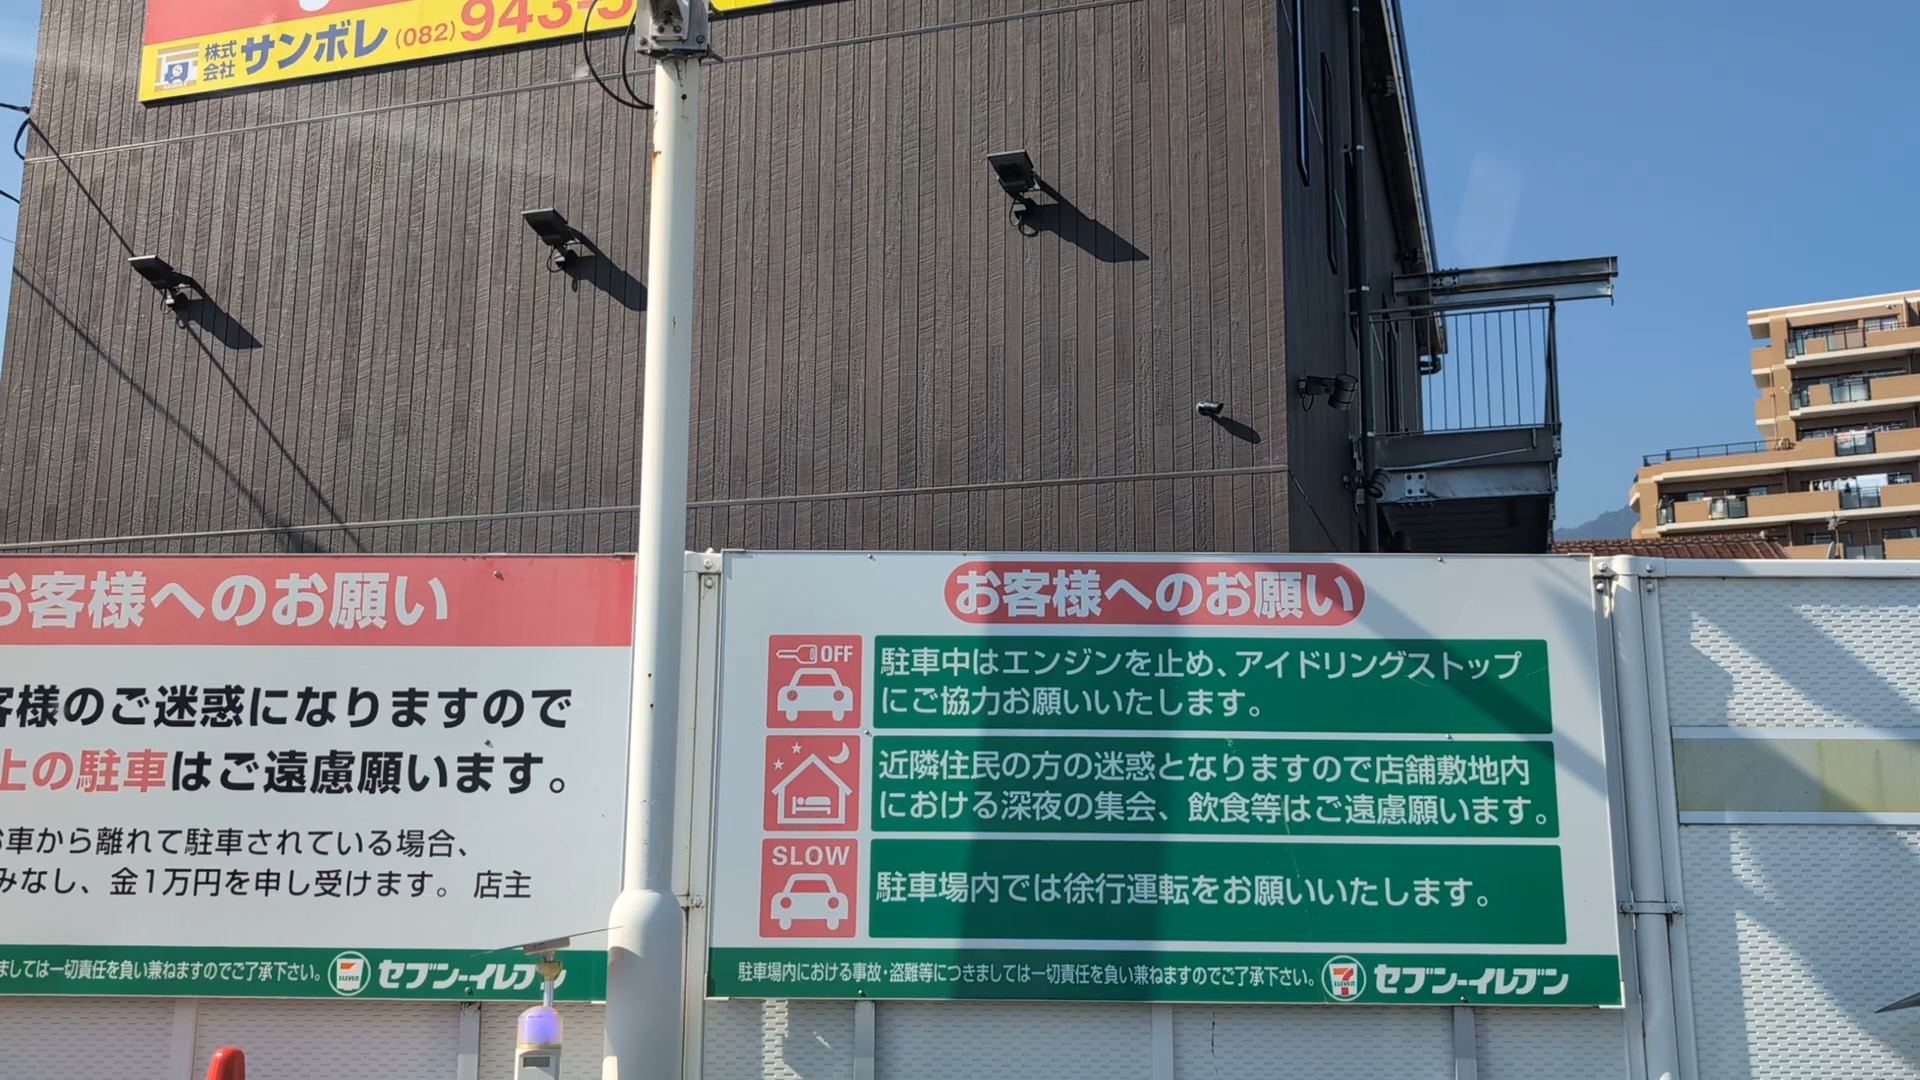 株式会社 サンボレ (082) 943-5
お客様へのお願い
客様のご迷惑になりますので
上の駐車はご遠慮願います。
車から離れて駐車されている場合、
みなし、金1万円を申し受けます。 店主
ましては一切責任を負い兼ねますのでご了承下さい。 セブン-イレブン
お客様へのお願い
OFF
駐車中はエンジンを止め、アイドリングストップ
にご協力お願いいたします。
近隣住民の方の迷惑となりますので店舗敷地内
における深夜の集会、飲食等はご遠慮願います。
SLOW
駐車場内では徐行運転をお願いいたします。
駐車場内における事故・盗難等につきましては一切責任を負い兼ねますのでご了承下さい。 7 ELEVEN セブン-イレブン